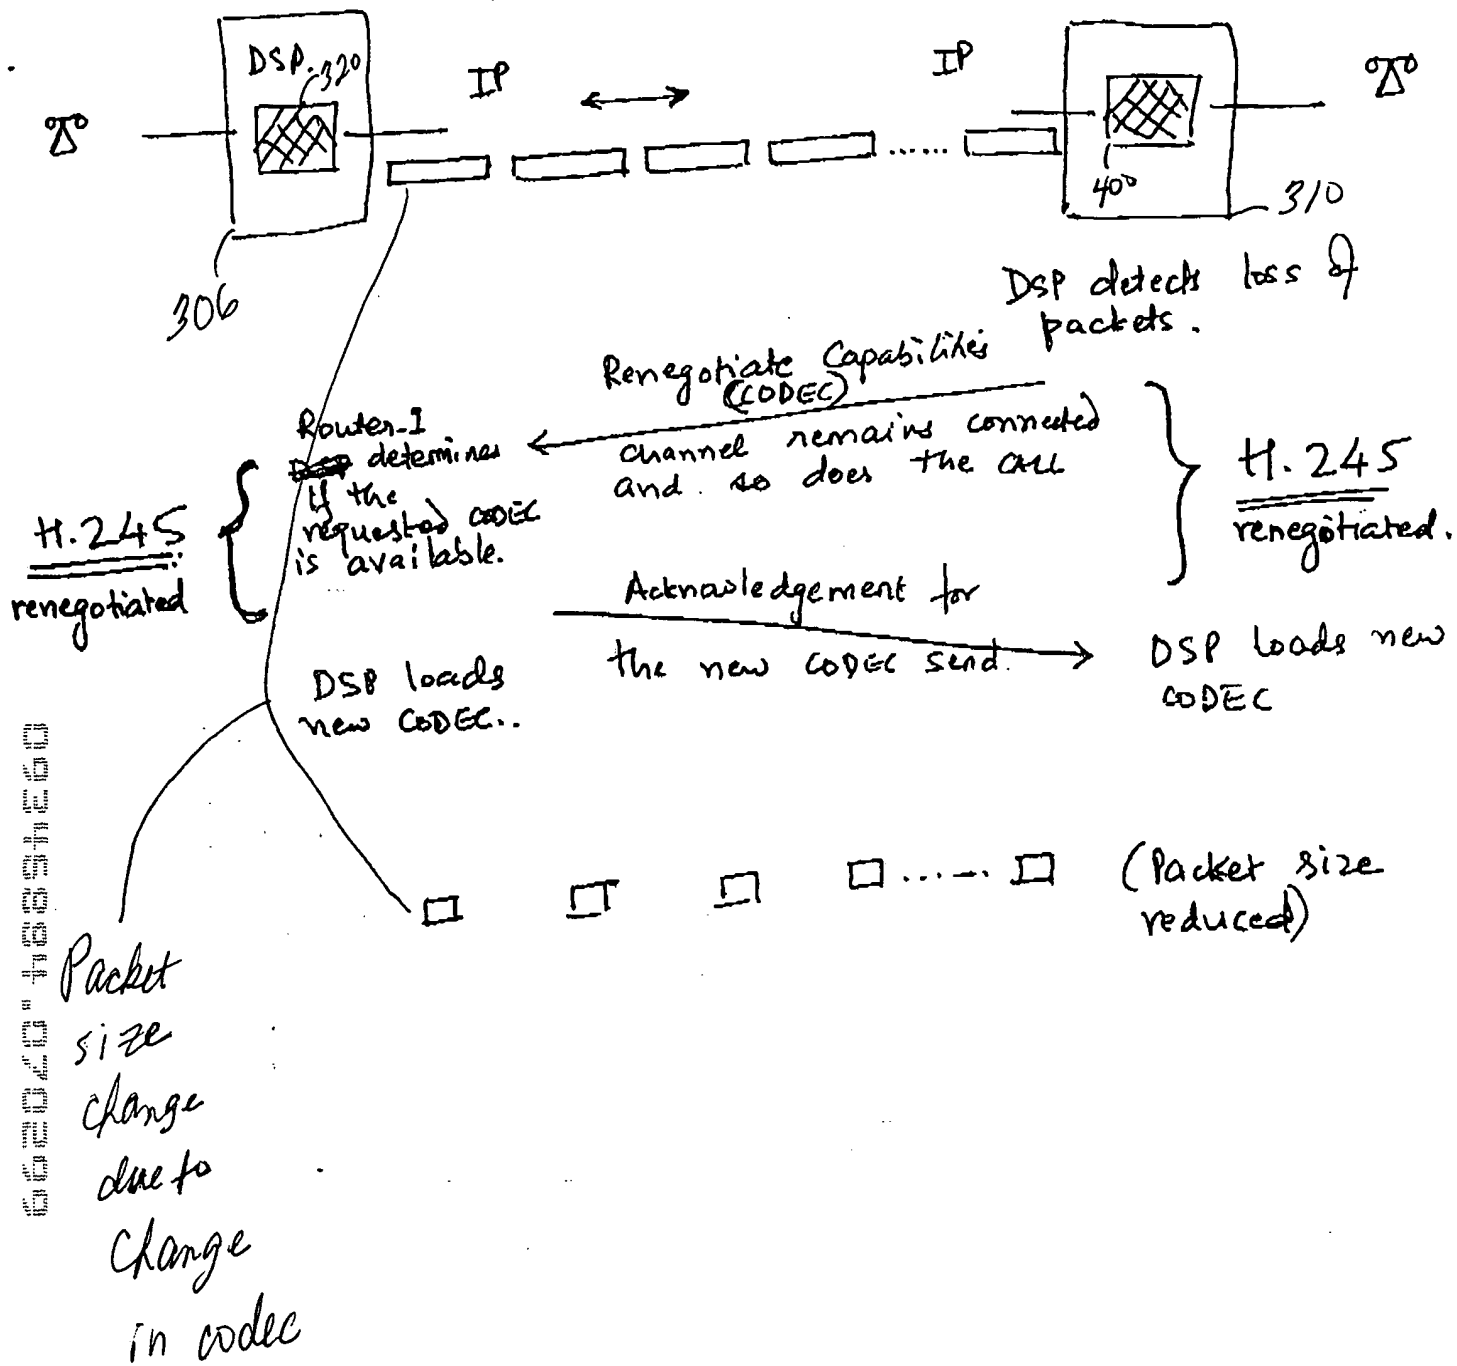 DSP.
320
IP
IP
400
310
306
DSP detects loss of
packets.
Renegotiate Capabilities
(CODEC)
channel remains connected
and so does the CALL
Router-1
determines
if the
requested CODEC
is available.
H.245
renegotiated
H.245
renegotiated.
Acknowledgement for
the new CODEC send.
DSP loads
new CODEC..
DSP loads new
CODEC
(Packet size
reduced)
Packet
size
change
due to
change
in codec
09345894.070299